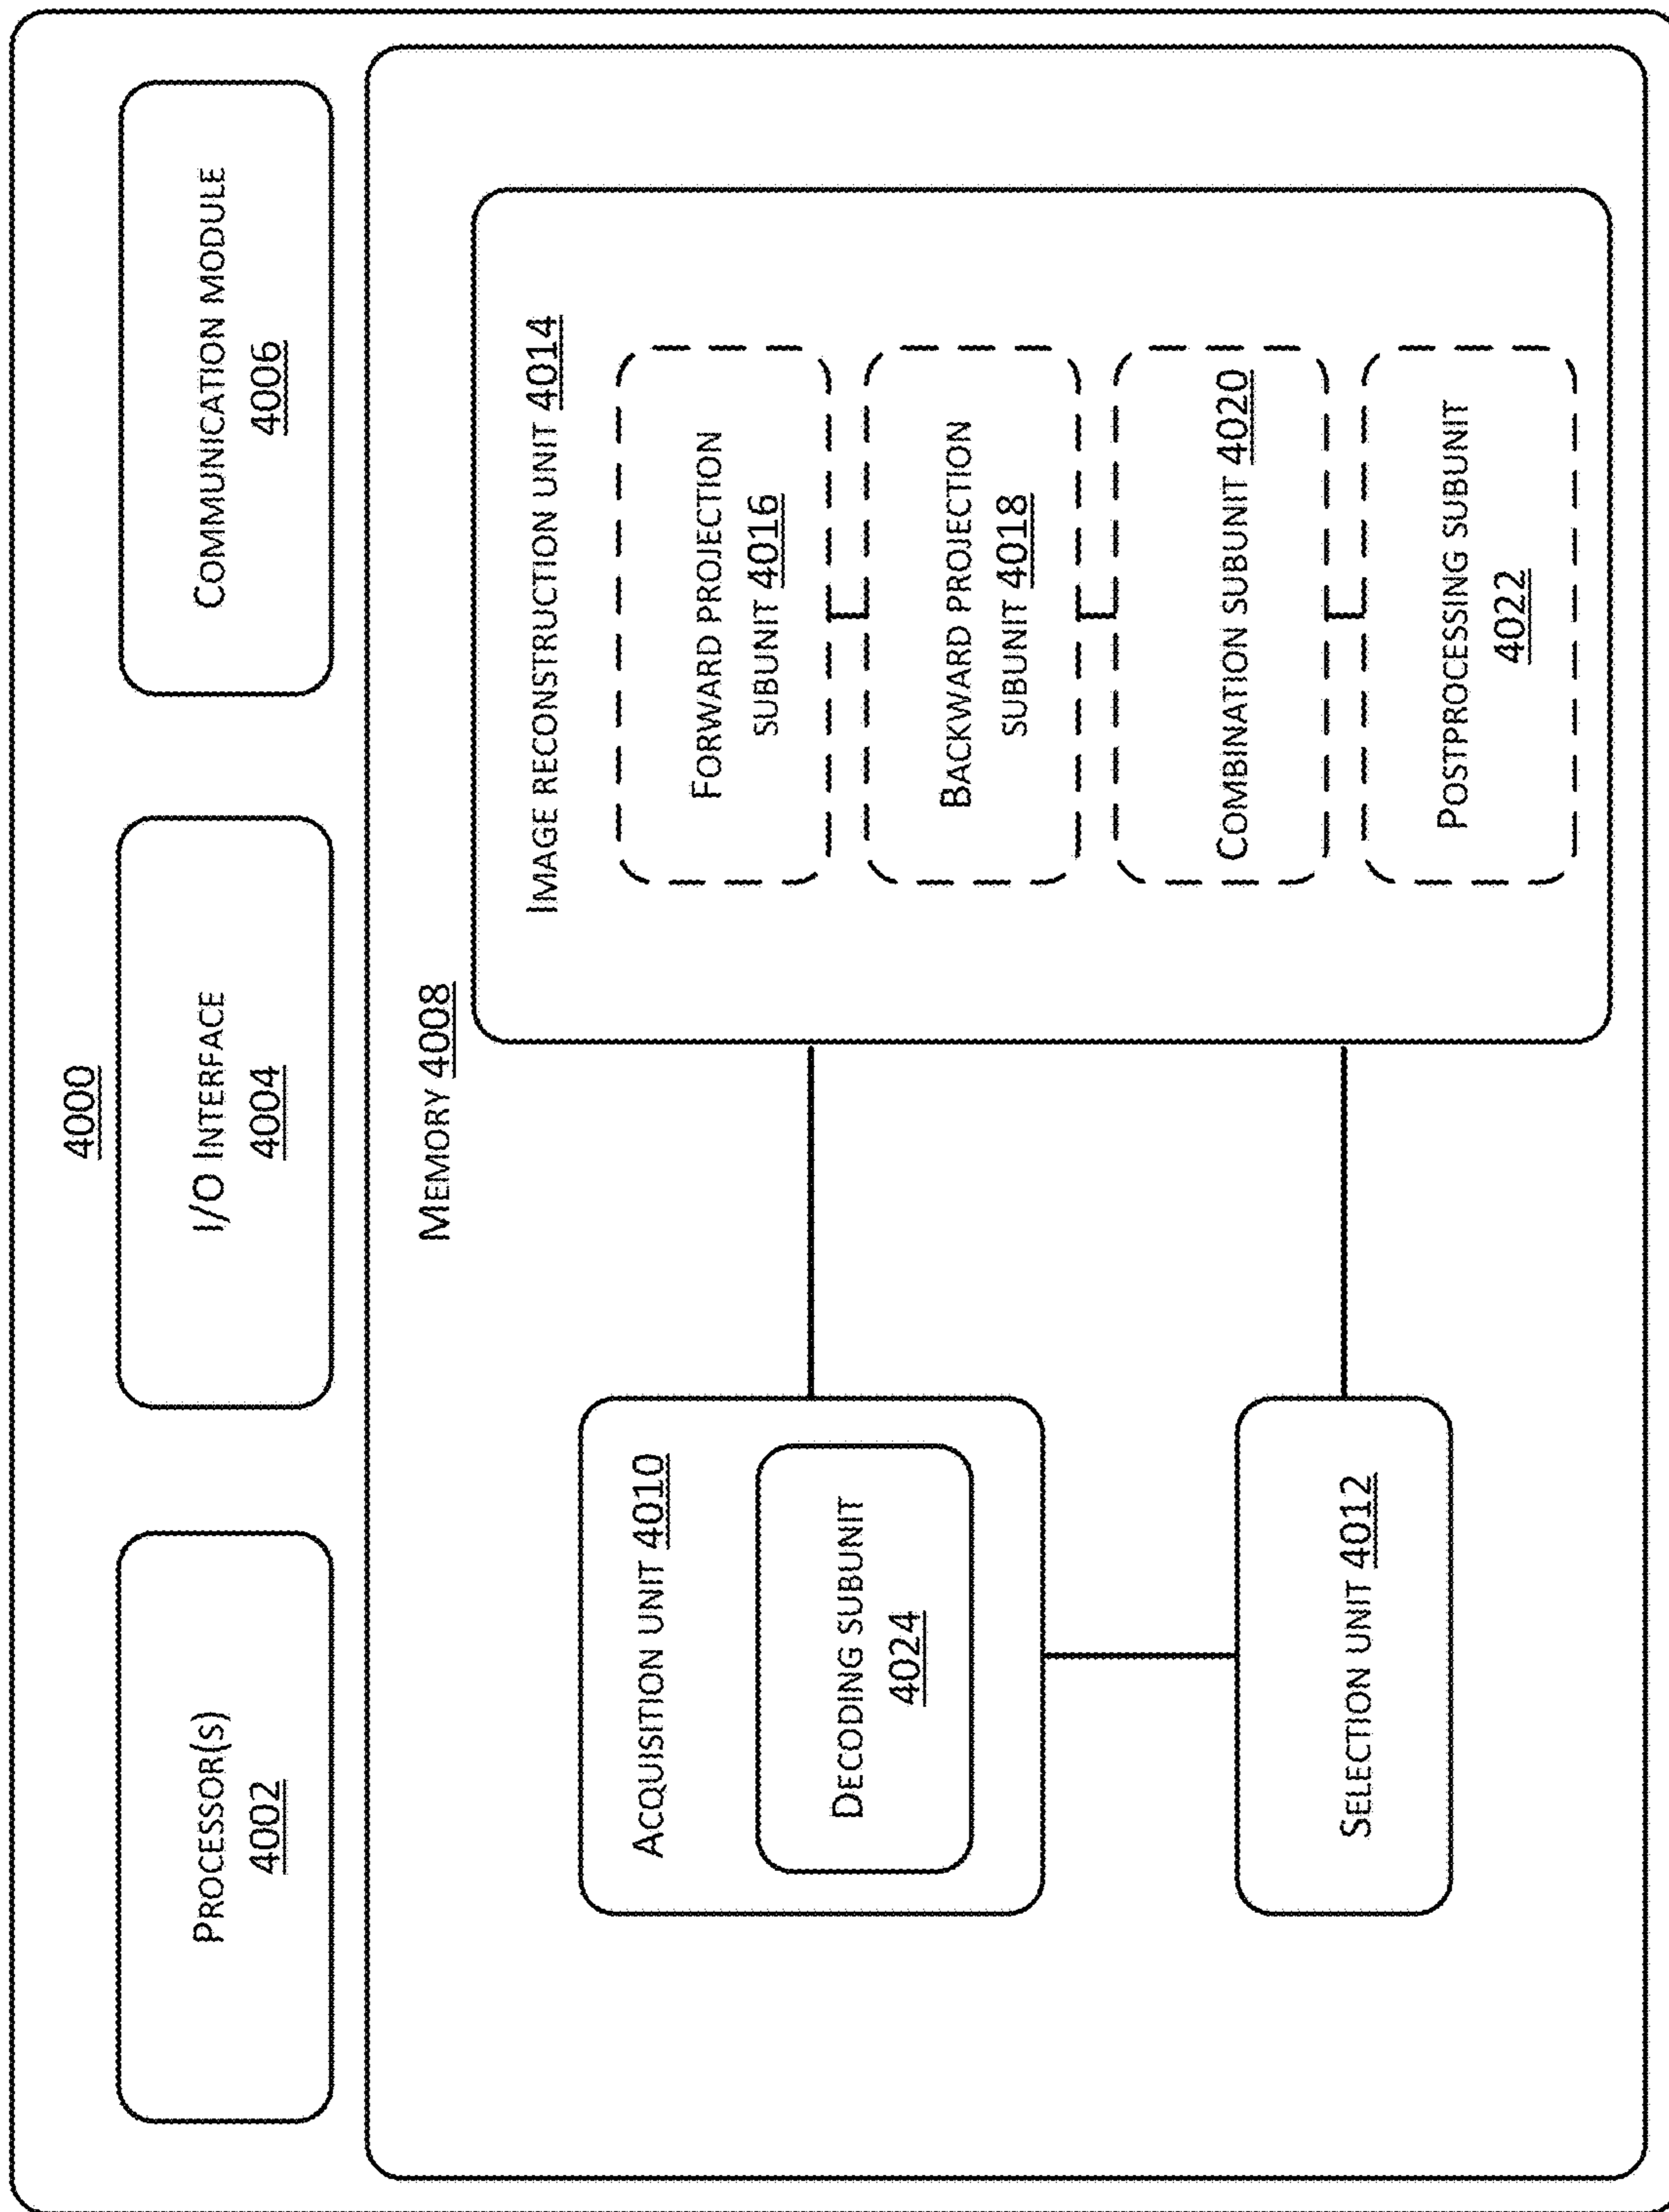 4000
Processor(s)
4002
I/O Interface
4004
Communication module
4006
Memory 4008
Acquisition unit 4010
Decoding subunit
4024
Selection unit 4012
Image reconstruction unit 4014
Forward projection
subunit 4016
Backward projection
subunit 4018
Combination subunit 4020
Postprocessing subunit
4022